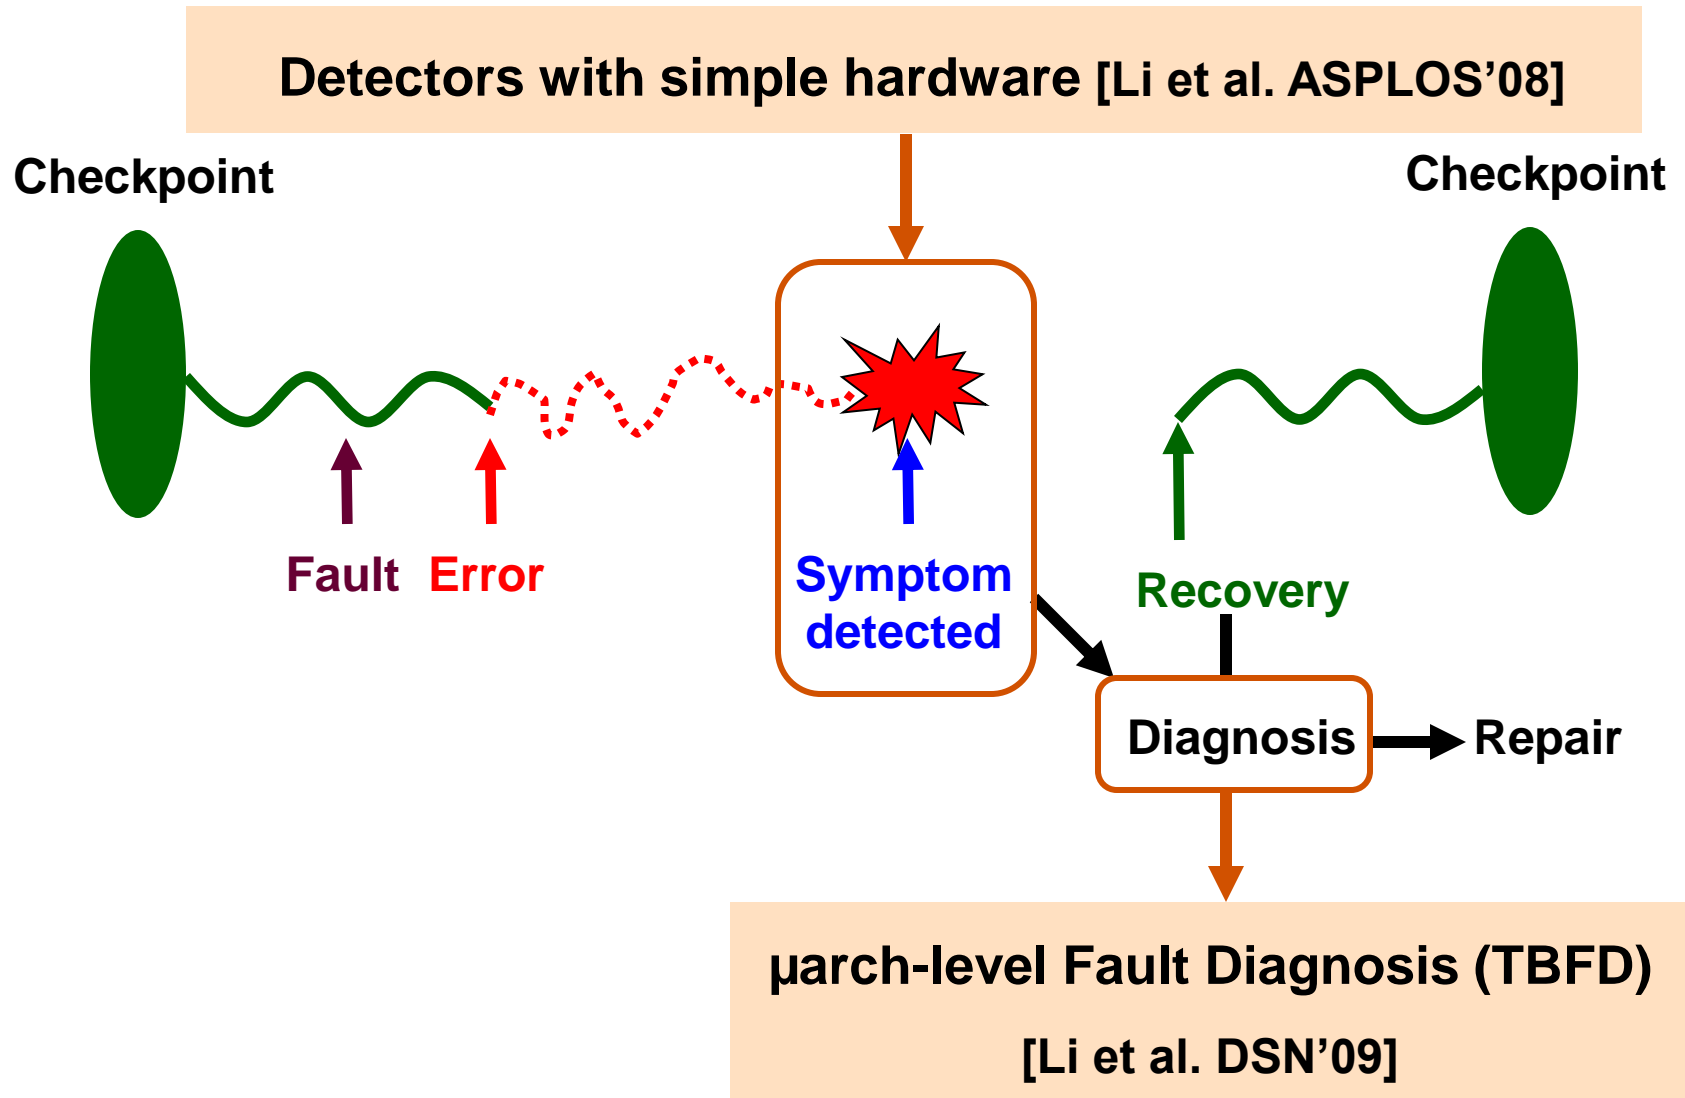 Detectors with simple hardware [Li et al. ASPLOS’08]
Checkpoint
Checkpoint
Fault
Error
Symptom
detected
Recovery
Diagnosis
Repair
µarch-level Fault Diagnosis (TBFD)
[Li et al. DSN’09]